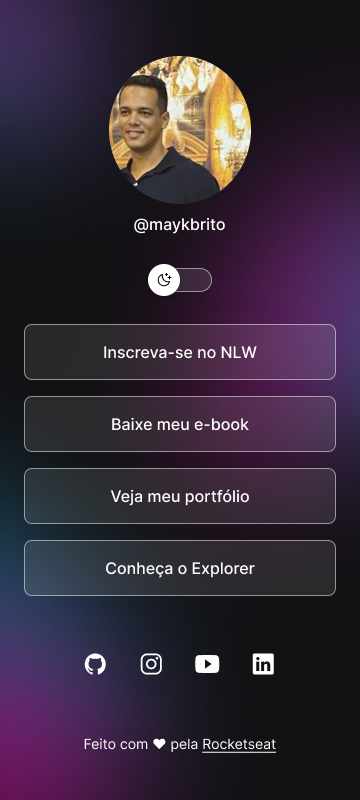 @maykbrito
Inscreva-se no NLW
Baixe meu e-book
Veja meu portfólio
Conheça o Explorer
Feito com ♥ pela Rocketseat